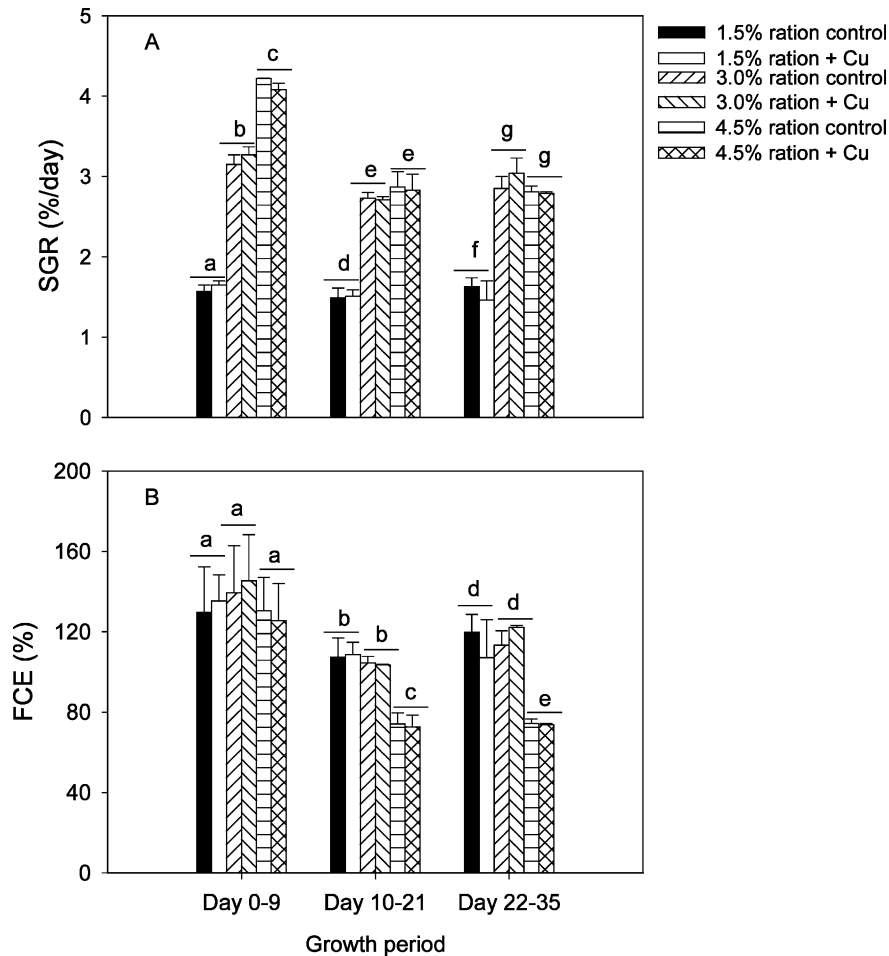 A
5
4
3
2
1
0
SGR (%/day)
a
b
c
d
e
e
f
g
g
1.5% ration control
1.5% ration + Cu
3.0% ration control
3.0% ration + Cu
4.5% ration control
4.5% ration + Cu
B
200
160
120
80
40
0
FCE (%)
a
a
a
b
b
c
d
d
e
Day 0-9 Day 10-21 Day 22-35
Growth period